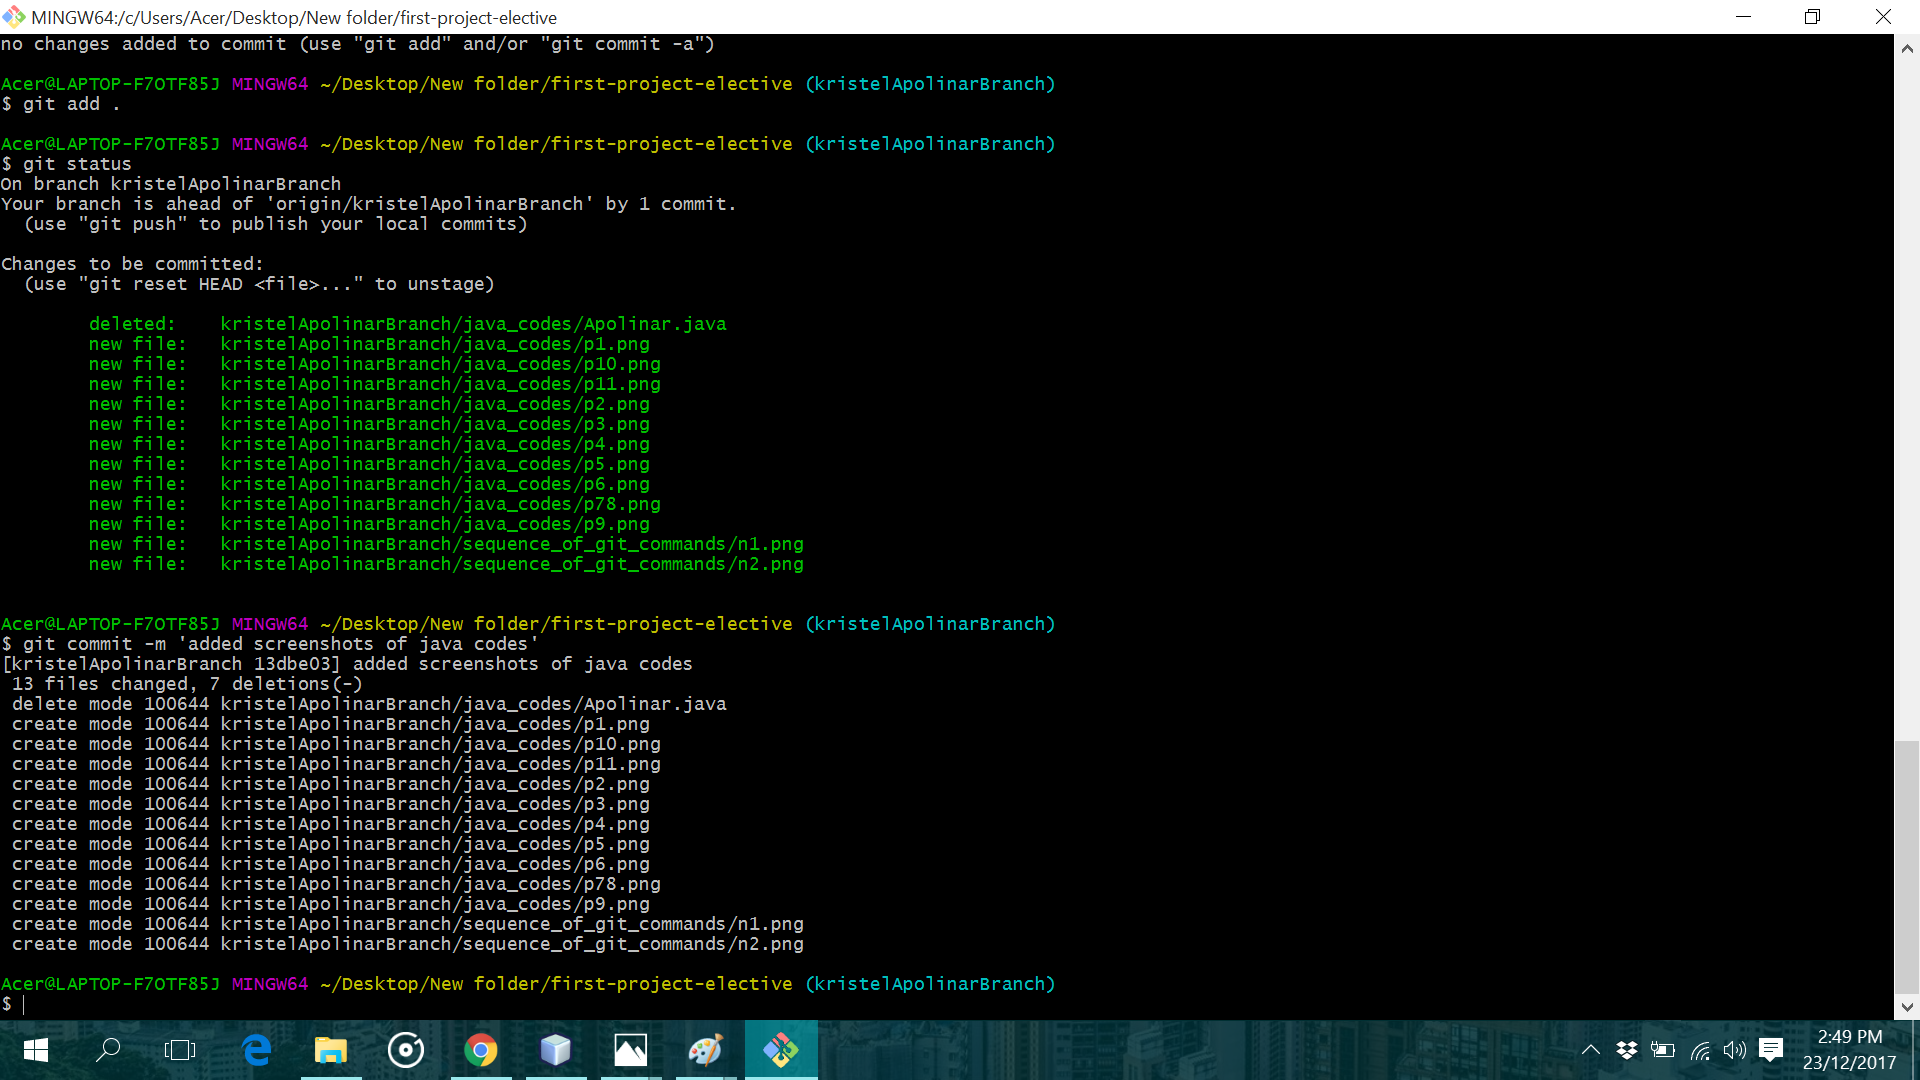 MINGW64:/c/Users/Acer/Desktop/New folder/first-project-elective
no changes added to commit (use "git add" and/or "git commit -a")
Acer@LAPTOP-F7OTF85J MINGW64 ~/Desktop/New folder/first-project-elective (kristelApolinarBranch)
$ git add .
Acer@LAPTOP-F7OTF85J MINGW64 ~/Desktop/New folder/first-project-elective (kristelApolinarBranch)
$ git status
On branch kristelApolinarBranch
Your branch is ahead of 'origin/kristelApolinarBranch' by 1 commit.
  (use "git push" to publish your local commits)
Changes to be committed:
  (use "git reset HEAD <file>..." to unstage)
        deleted:    kristelApolinarBranch/java_codes/Apolinar.java
        new file:   kristelApolinarBranch/java_codes/p1.png
        new file:   kristelApolinarBranch/java_codes/p10.png
        new file:   kristelApolinarBranch/java_codes/p11.png
        new file:   kristelApolinarBranch/java_codes/p2.png
        new file:   kristelApolinarBranch/java_codes/p3.png
        new file:   kristelApolinarBranch/java_codes/p4.png
        new file:   kristelApolinarBranch/java_codes/p5.png
        new file:   kristelApolinarBranch/java_codes/p6.png
        new file:   kristelApolinarBranch/java_codes/p78.png
        new file:   kristelApolinarBranch/java_codes/p9.png
        new file:   kristelApolinarBranch/sequence_of_git_commands/n1.png
        new file:   kristelApolinarBranch/sequence_of_git_commands/n2.png
Acer@LAPTOP-F7OTF85J MINGW64 ~/Desktop/New folder/first-project-elective (kristelApolinarBranch)
$ git commit -m 'added screenshots of java codes'
[kristelApolinarBranch 13dbe03] added screenshots of java codes
 13 files changed, 7 deletions(-)
 delete mode 100644 kristelApolinarBranch/java_codes/Apolinar.java
 create mode 100644 kristelApolinarBranch/java_codes/p1.png
 create mode 100644 kristelApolinarBranch/java_codes/p10.png
 create mode 100644 kristelApolinarBranch/java_codes/p11.png
 create mode 100644 kristelApolinarBranch/java_codes/p2.png
 create mode 100644 kristelApolinarBranch/java_codes/p3.png
 create mode 100644 kristelApolinarBranch/java_codes/p4.png
 create mode 100644 kristelApolinarBranch/java_codes/p5.png
 create mode 100644 kristelApolinarBranch/java_codes/p6.png
 create mode 100644 kristelApolinarBranch/java_codes/p78.png
 create mode 100644 kristelApolinarBranch/java_codes/p9.png
 create mode 100644 kristelApolinarBranch/sequence_of_git_commands/n1.png
 create mode 100644 kristelApolinarBranch/sequence_of_git_commands/n2.png
Acer@LAPTOP-F7OTF85J MINGW64 ~/Desktop/New folder/first-project-elective (kristelApolinarBranch)
$
2:49 PM
23/12/2017